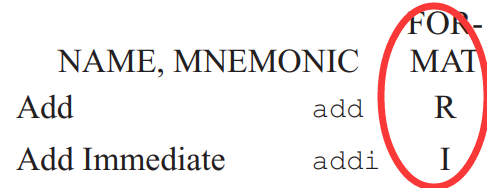 FOR-
NAME, MNEMONIC MAT
Add add R
Add Immediate addi I